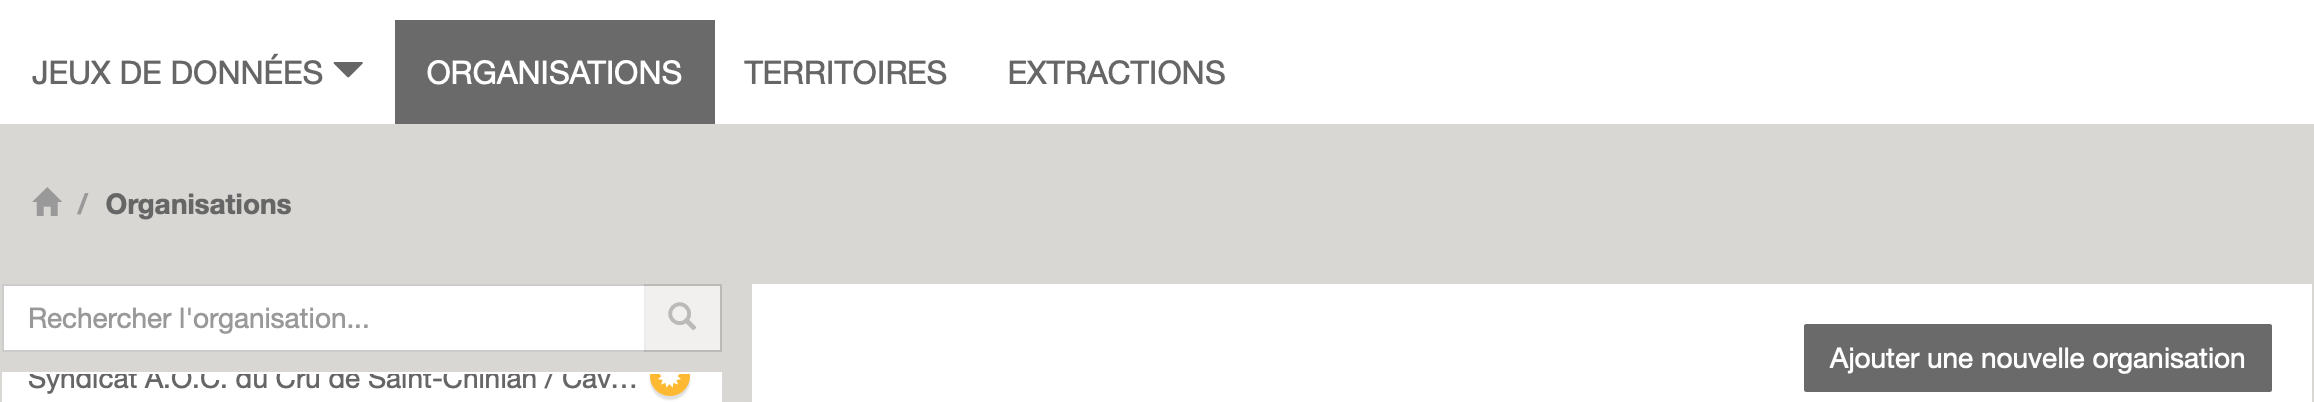 JEUX DE DONNÉES ORGANISATIONS TERRITOIRES EXTRACTIONS
/ Organisations
Rechercher l'organisation...
Ajouter une nouvelle organisation
Syndicat A.O.C. du Cru de Saint-Chinian / Cav...